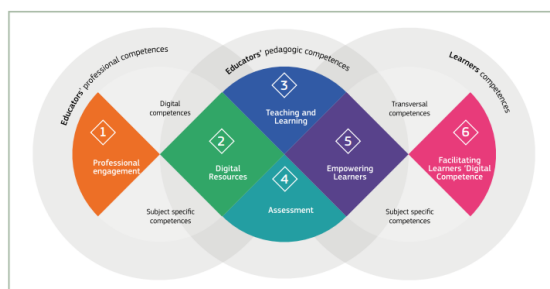 Educators' professional competences
Educators' pedagogic competences
Learners competences
Digital
competences
Transversal
competences
1
Professional
engagement
2
Digital
Resources
3
Teaching and
Learning
4
Assessment
5
Empowering
Learners
6
Facilitating
Learners 'Digital
Competence
Subject specific
competences
Subject specific
competences